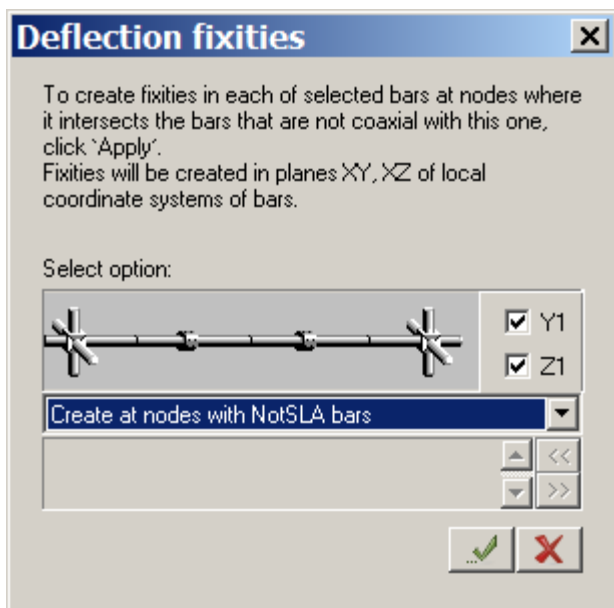 Deflection fixities
To create fixities in each of selected bars at nodes where
it intersects the bars that are not coaxial with this one,
click `Apply´.
Fixities will be created in planes XY, XZ of local
coordinate systems of bars.
Select option:
Y1
Z1
Create at nodes with NotSLA bars
<<
>>